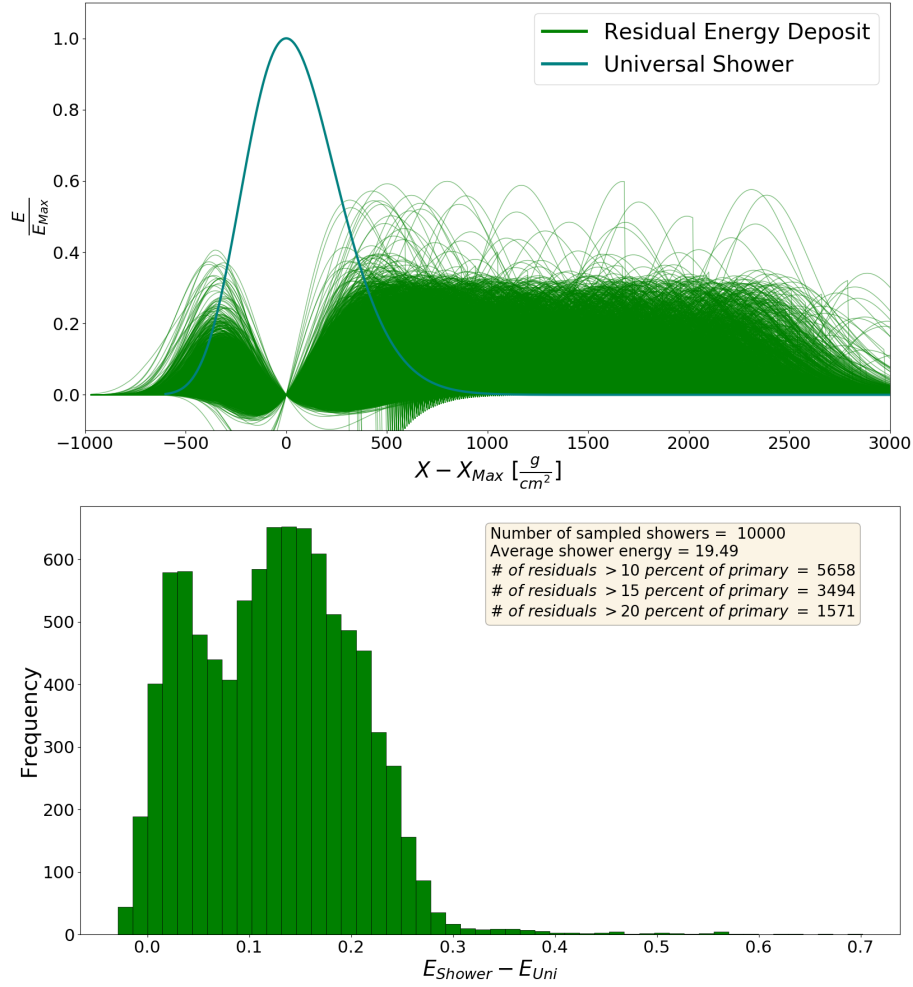 Residual Energy Deposit
Universal Shower
1.0
0.8
0.6
0.4
0.2
0.0
E
E_Max
−1000 −500 0 500 1000 1500 2000 2500 3000
X − X_Max [g/cm²]
Number of sampled showers = 10000
Average shower energy = 19.49
# of residuals >10 percent of primary = 5658
# of residuals >15 percent of primary = 3494
# of residuals >20 percent of primary = 1571
600
500
400
300
200
100
0
Frequency
0.0 0.1 0.2 0.3 0.4 0.5 0.6 0.7
E_Shower − E_Uni